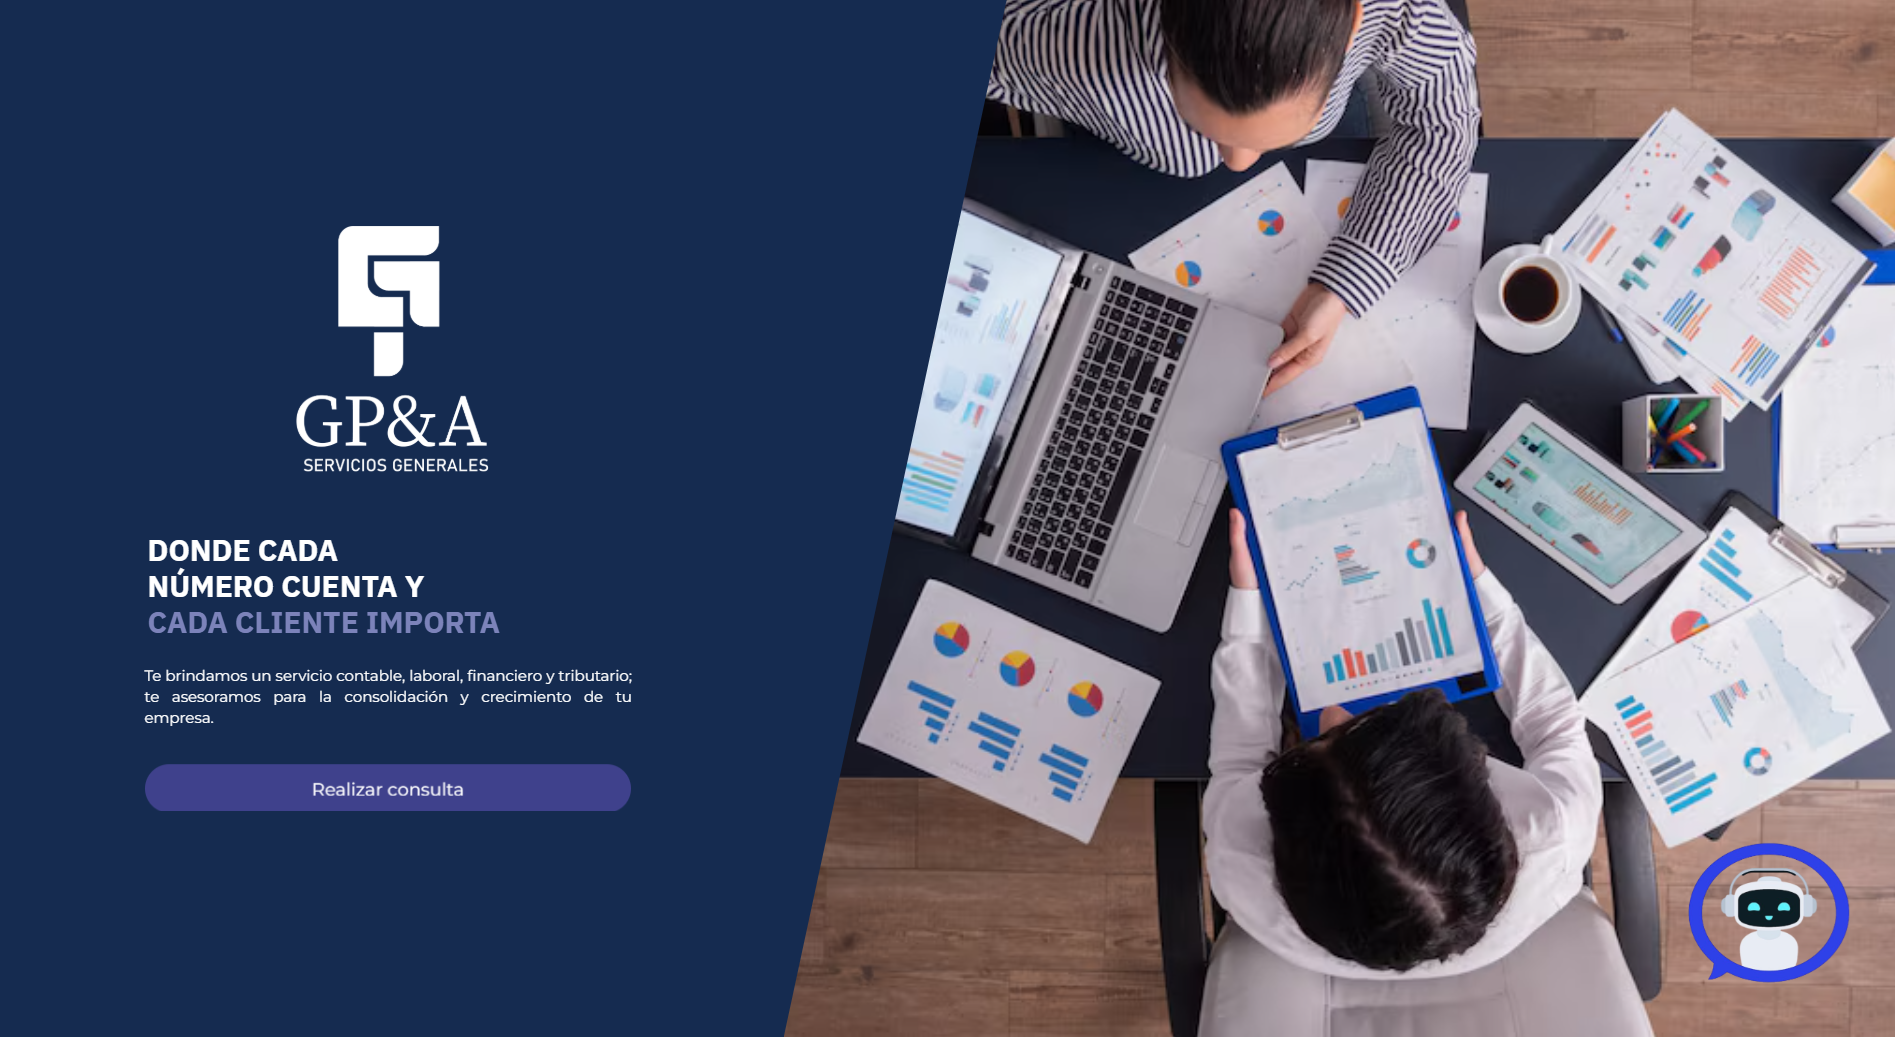 GP&A
SERVICIOS GENERALES
DONDE CADA
NÚMERO CUENTA Y
CADA CLIENTE IMPORTA
Te brindamos un servicio contable, laboral, financiero y tributario;
te asesoramos para la consolidación y crecimiento de tu
empresa.
Realizar consulta